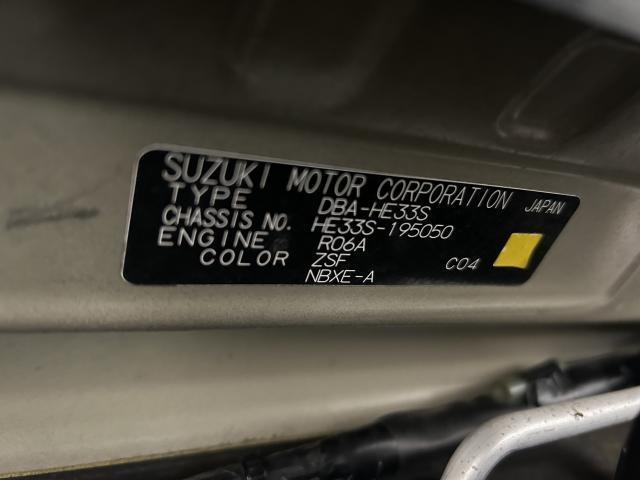 SUZUKI MOTOR CORPORATION JAPAN
TYPE DBA-HE33S
CHASSIS NO. HE33S-195050
ENGINE R06A
COLOR ZSF C04
NBXE-A